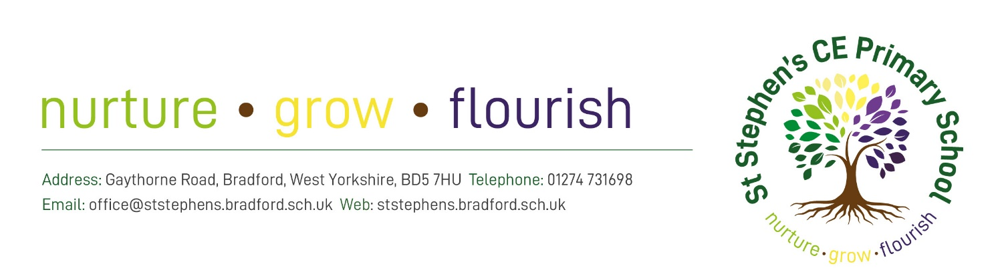 nurture • grow • flourish
Address: Gaythorne Road, Bradford, West Yorkshire, BD5 7HU Telephone: 01274 731698
Email: office@ststephens.bradford.sch.uk Web: ststephens.bradford.sch.uk
St Stephen's CE Primary School
nurture • grow • flourish